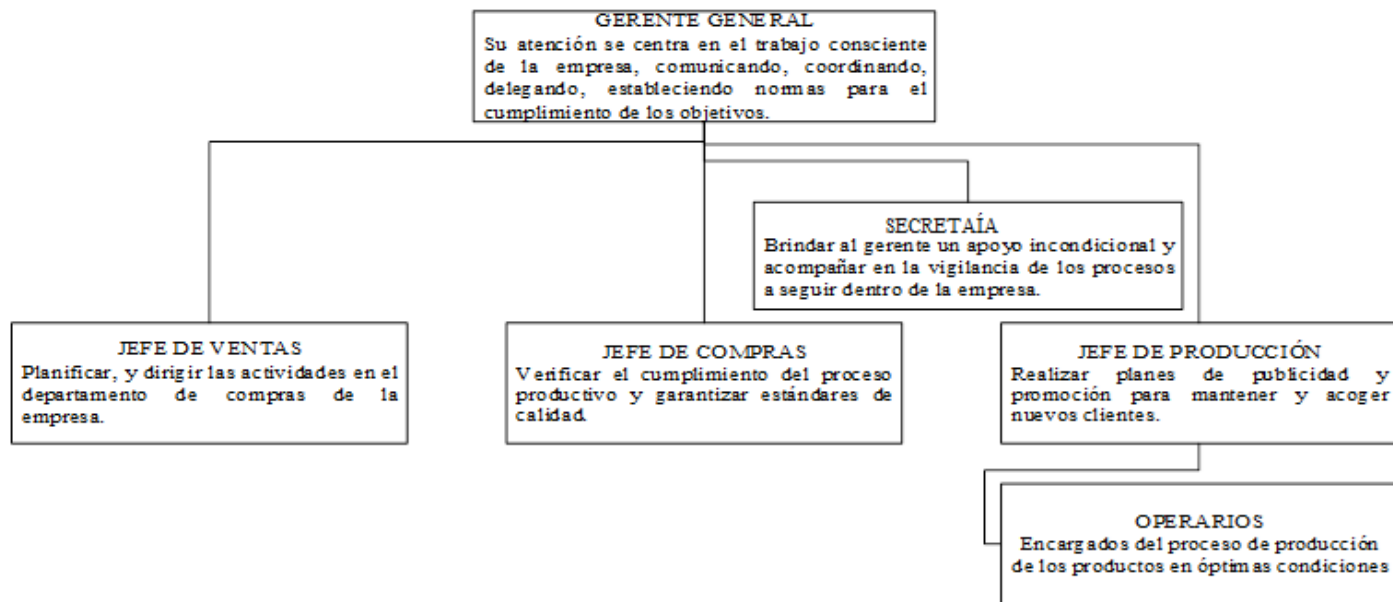 GERENTE GENERAL
Su atención se centra en el trabajo consciente
de la empresa, comunicando, coordinando,
delegando, estableciendo normas para el
cumplimiento de los objetivos.
SECRETAÍA
Brindar al gerente un apoyo incondicional y
acompañar en la vigilancia de los procesos
a seguir dentro de la empresa.
JEFE DE VENTAS
Planificar, y dirigir las actividades en el
departamento de compras de la
empresa.
JEFE DE COMPRAS
Verificar el cumplimiento del proceso
productivo y garantizar estándares de
calidad.
JEFE DE PRODUCCIÓN
Realizar planes de publicidad y
promoción para mantener y acoger
nuevos clientes.
OPERARIOS
Encargados del proceso de producción
de los productos en óptimas condiciones